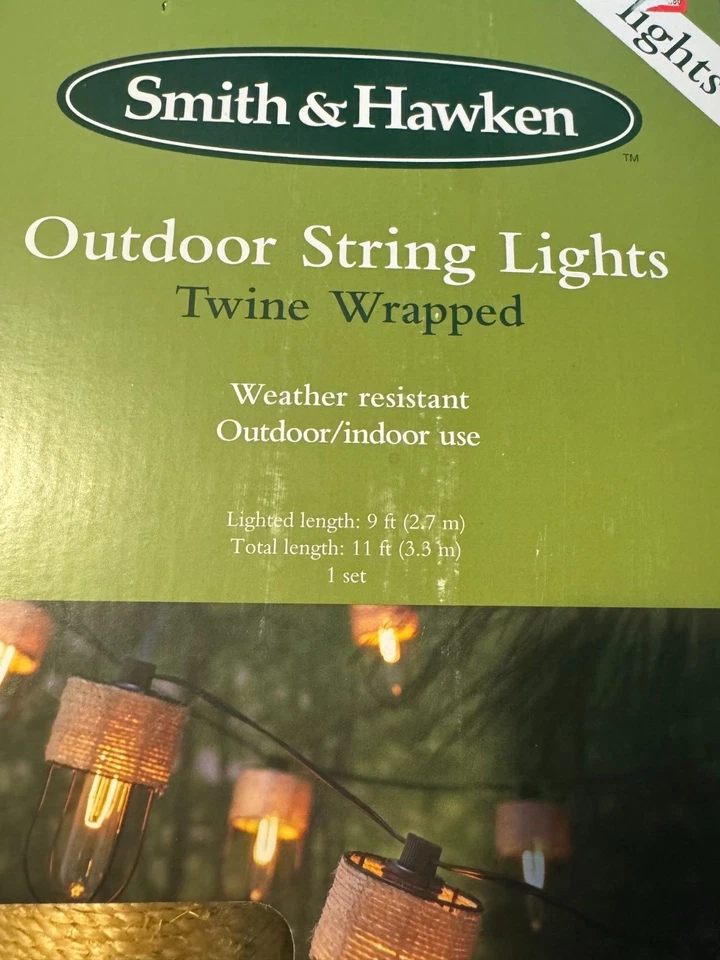 lights
Smith & Hawken
TM
Outdoor String Lights
Twine Wrapped
Weather resistant
Outdoor/indoor use
Lighted length: 9 ft (2.7 m)
Total length: 11 ft (3.3 m)
1 set